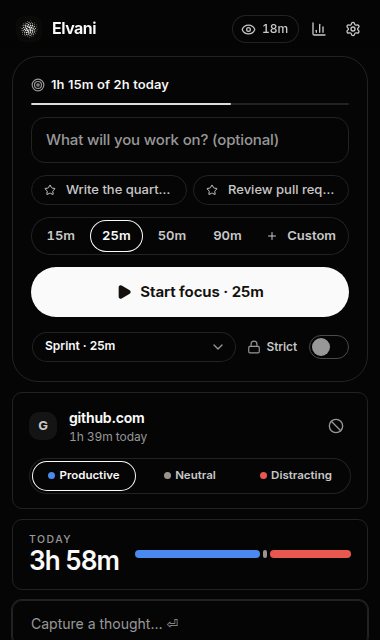 Elvani
18m
1h 15m of 2h today
What will you work on? (optional)
Write the quart...
Review pull req...
15m
25m
50m
90m
+ Custom
Start focus · 25m
Sprint · 25m
Strict
G
github.com
1h 39m today
Productive
Neutral
Distracting
TODAY
3h 58m
Capture a thought... ⏎